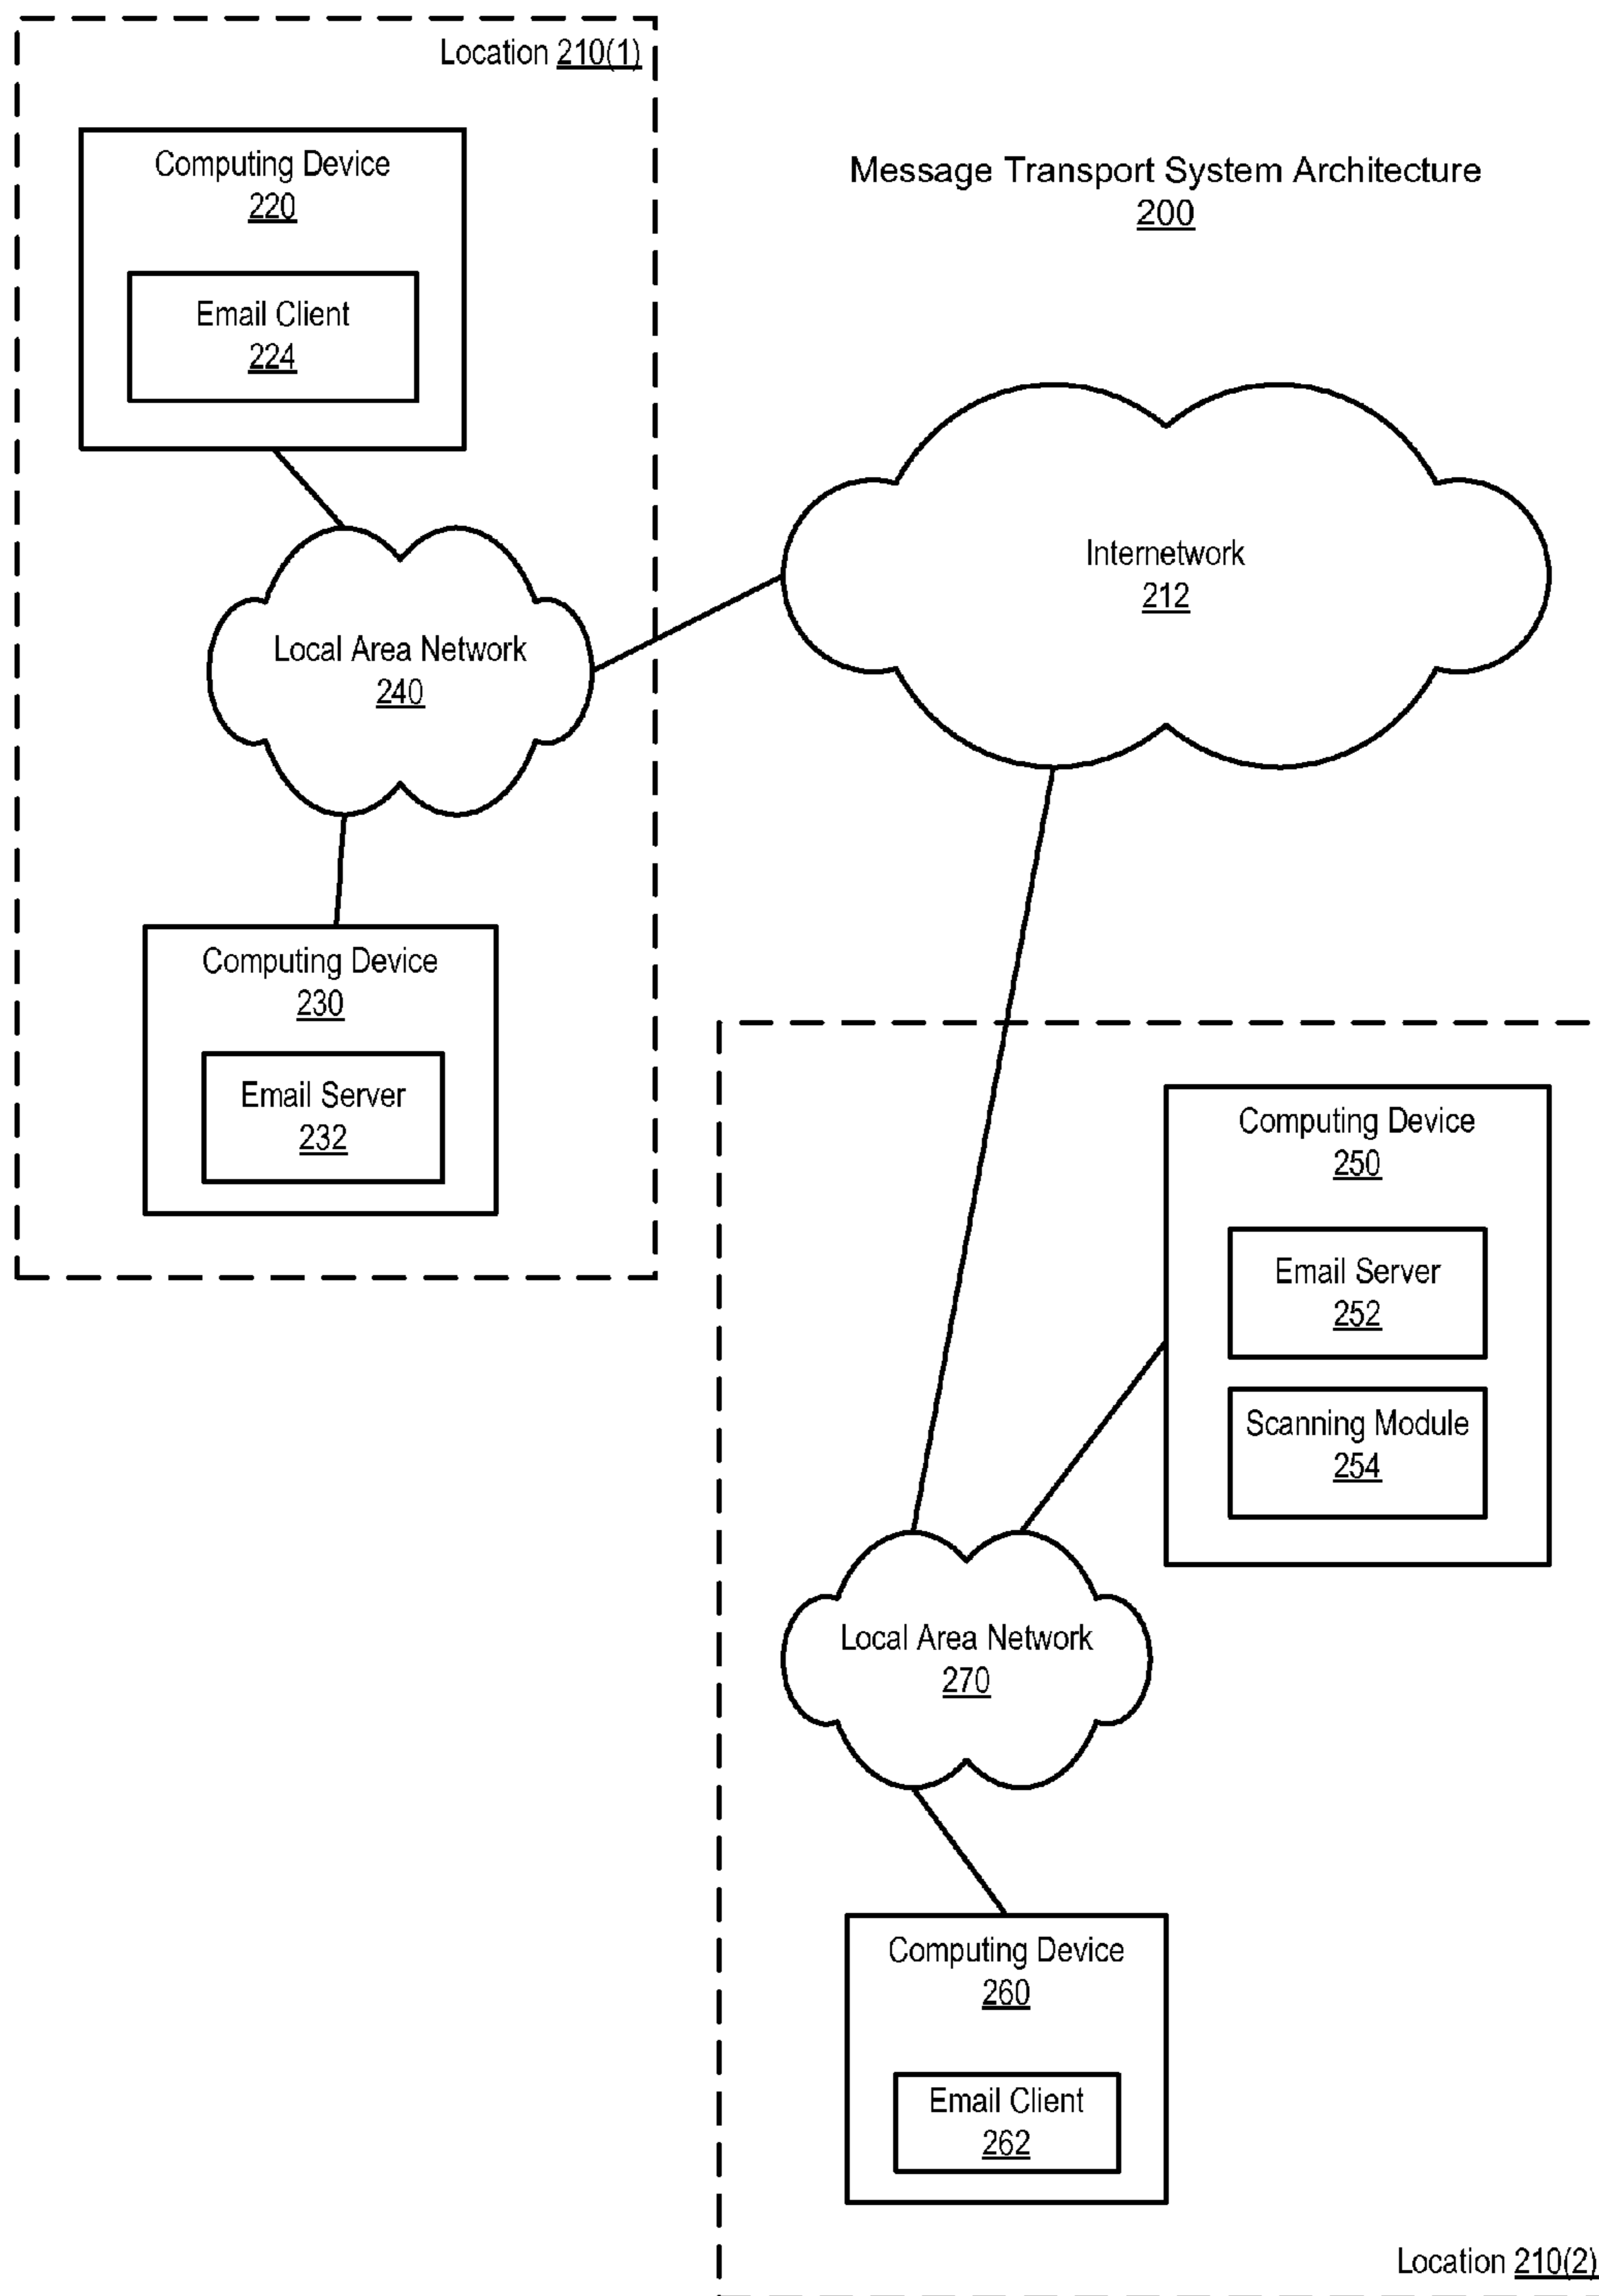 Location 210(1)
Computing Device
220
Email Client
224
Message Transport System Architecture
200
Internetwork
212
Local Area Network
240
Computing Device
230
Email Server
232
Computing Device
250
Email Server
252
Scanning Module
254
Local Area Network
270
Computing Device
260
Email Client
262
Location 210(2)